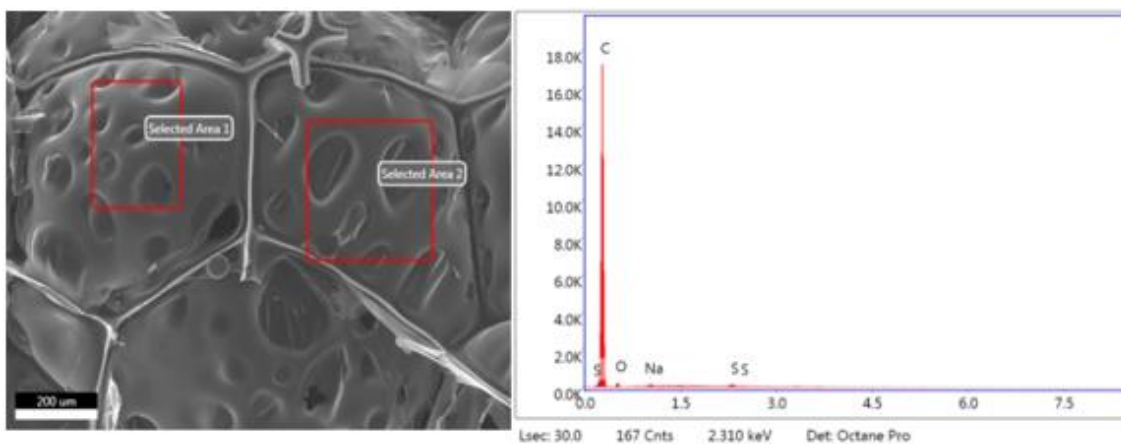 Selected Area 1
Selected Area 2
200 um
18.0K
16.0K
14.0K
12.0K
10.0K
8.0K
6.0K
4.0K
2.0K
0.0K
C
S
O
Na
S
S
0.0
1.5
3.0
4.5
6.0
7.5
Lsec: 30.0 167 Cnts 2.310 keV Det: Octane Pro